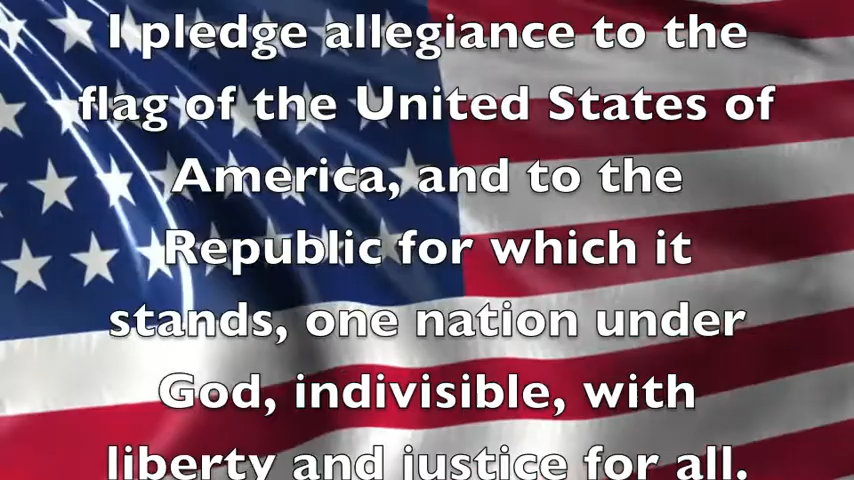 I pledge allegiance to the
flag of the United States of
America, and to the
Republic for which it
stands, one nation under
God, indivisible, with
liberty and justice for all.